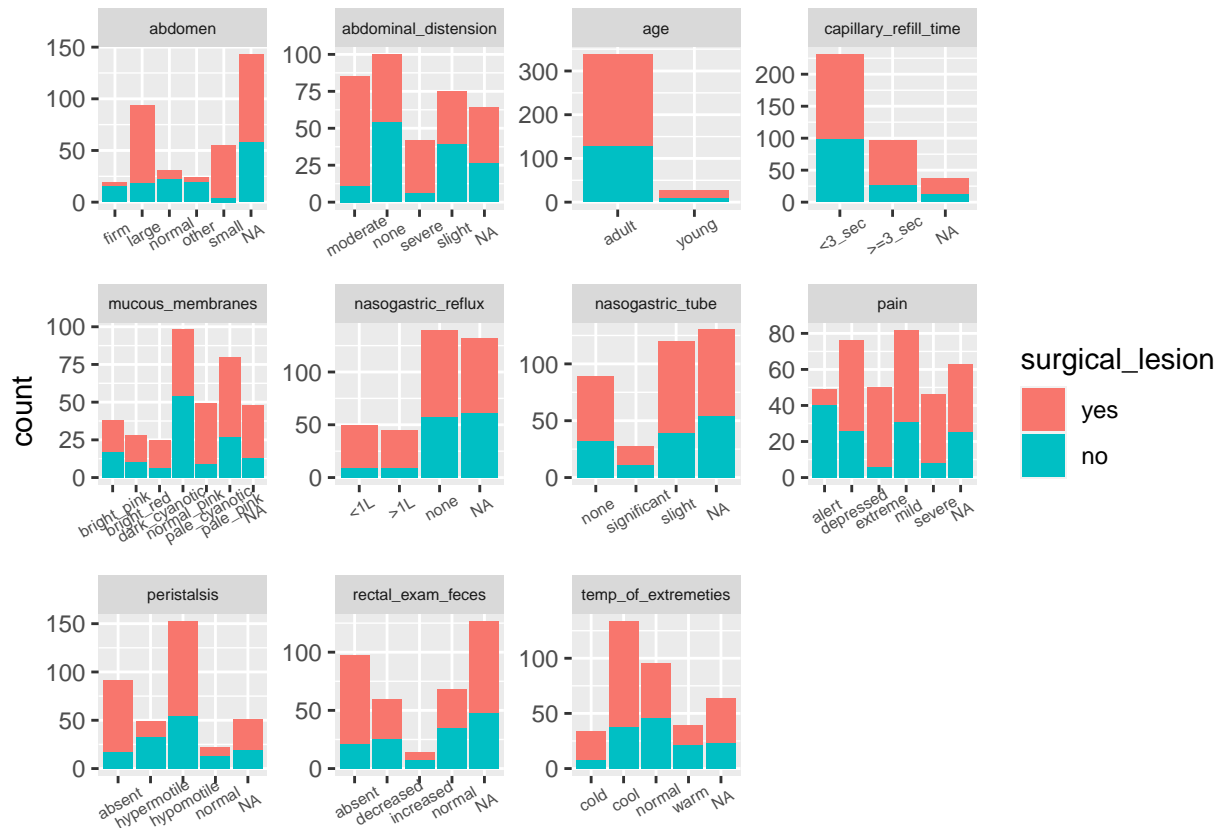 abdomen
abdominal_distension
age
capillary_refill_time
150
100
50
0
firm
large
normal
other
small
NA
100
75
50
25
0
moderate
none
severe
slight
NA
300
200
100
0
adult
young
200
150
100
50
0
<3_sec
>=3_sec
NA
mucous_membranes
nasogastric_reflux
nasogastric_tube
pain
count
100
75
50
25
0
bright_pink
bright_red
dark_cyanotic
normal_pink
pale_cyanotic
pale_pink
NA
100
50
0
<1L
>1L
none
NA
100
50
0
none
significant
slight
NA
80
60
40
20
0
alert
depressed
extreme
mild
severe
NA
surgical_lesion
yes
no
peristalsis
rectal_exam_feces
temp_of_extremeties
150
100
50
0
absent
hypermotile
hypomotile
normal
NA
100
50
0
absent
decreased
increased
normal
NA
100
50
0
cold
cool
normal
warm
NA